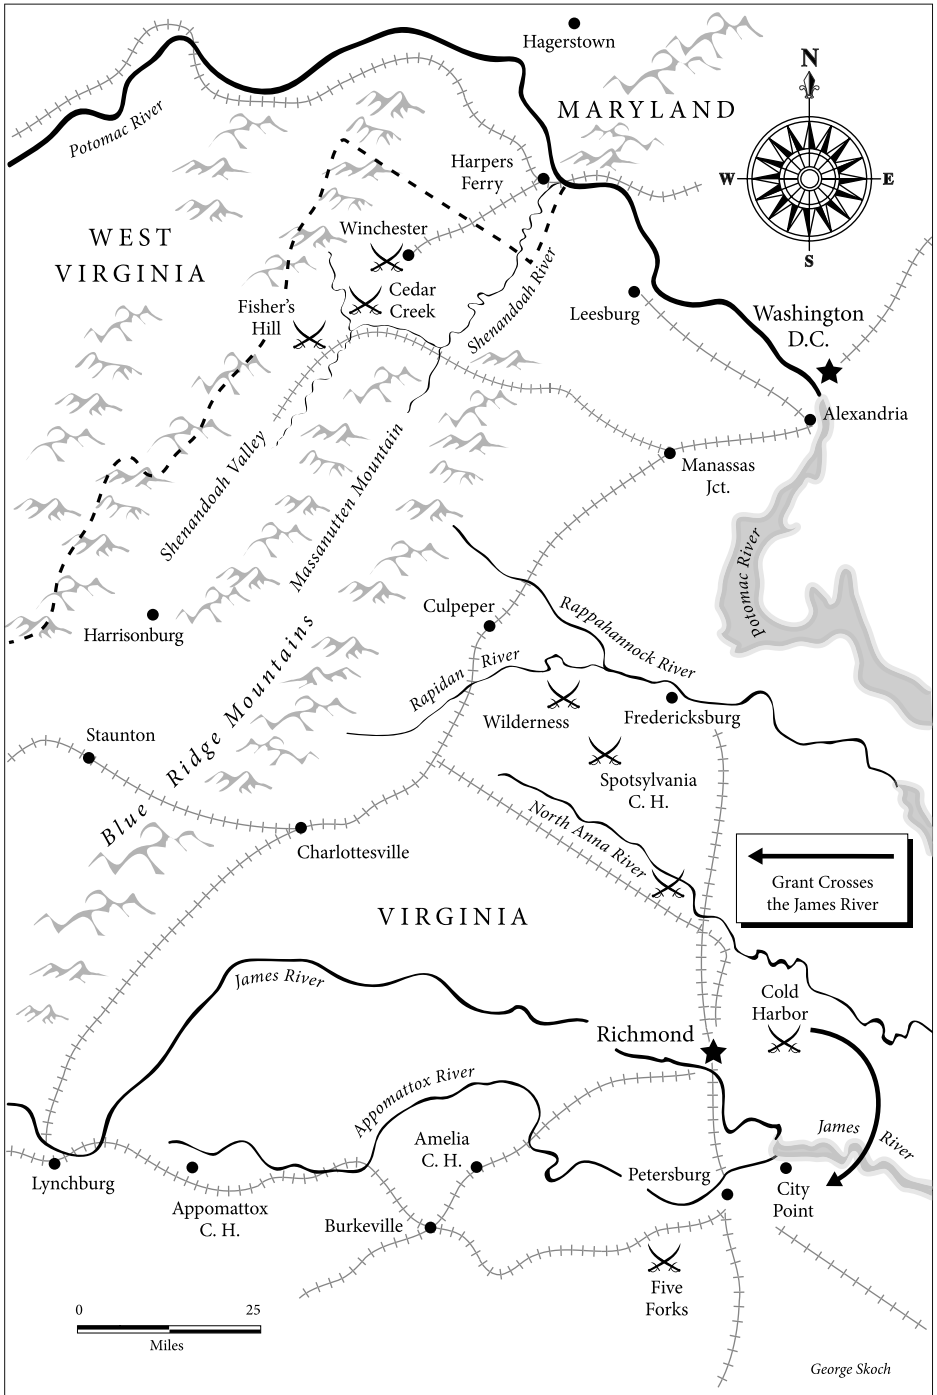 Hagerstown
N
MARYLAND
Potomac River
Harpers
Ferry
W
E
Winchester
WEST
VIRGINIA
S
Cedar
Creek
Shenandoah River
Fisher's
Hill
Leesburg
Washington
D.C.
Alexandria
Manassas
Jct.
Shenandoah Valley
Massanutten Mountain
Potomac River
Culpeper
Rappahannock River
Harrisonburg
Rapidan River
Wilderness
Fredericksburg
Staunton
Blue Ridge Mountains
Spotsylvania
C. H.
North Anna River
Charlottesville
Grant Crosses
the James River
VIRGINIA
James River
Cold
Harbor
Richmond
Appomattox River
James River
Amelia
C. H.
Petersburg
Lynchburg
City
Point
Appomattox
C. H.
Burkeville
Five
Forks
0 25
Miles
George Skoch